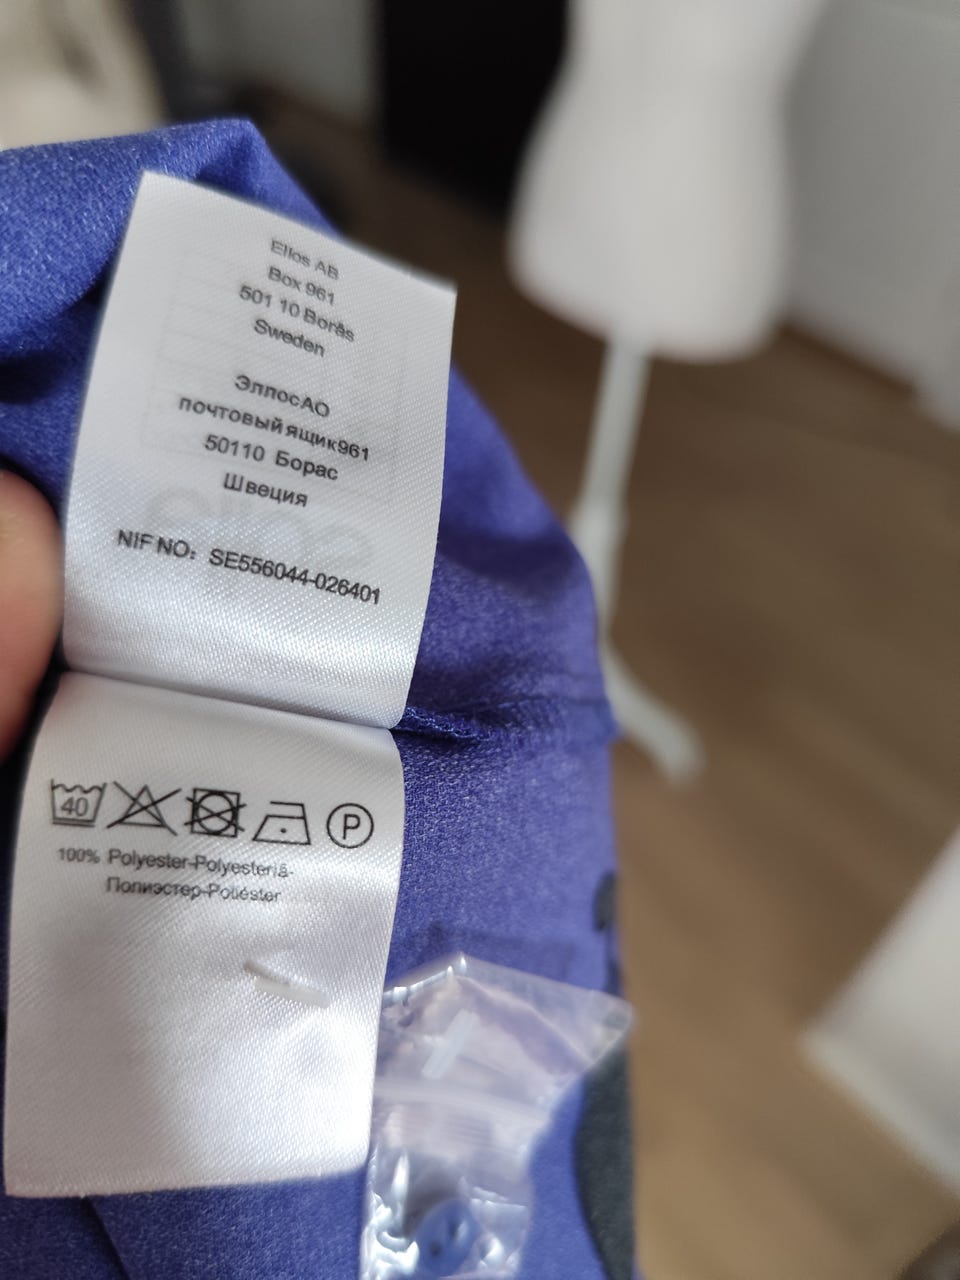 Ellos AB
Box 961
501 10 Borås
Sweden
ЭллосАО
почтовый ящик961
50110 Борас
Швеция
NIF NO: SE556044-026401
40
P
100% Polyester-Polyesteriä-
Полиэстер-Poliéster